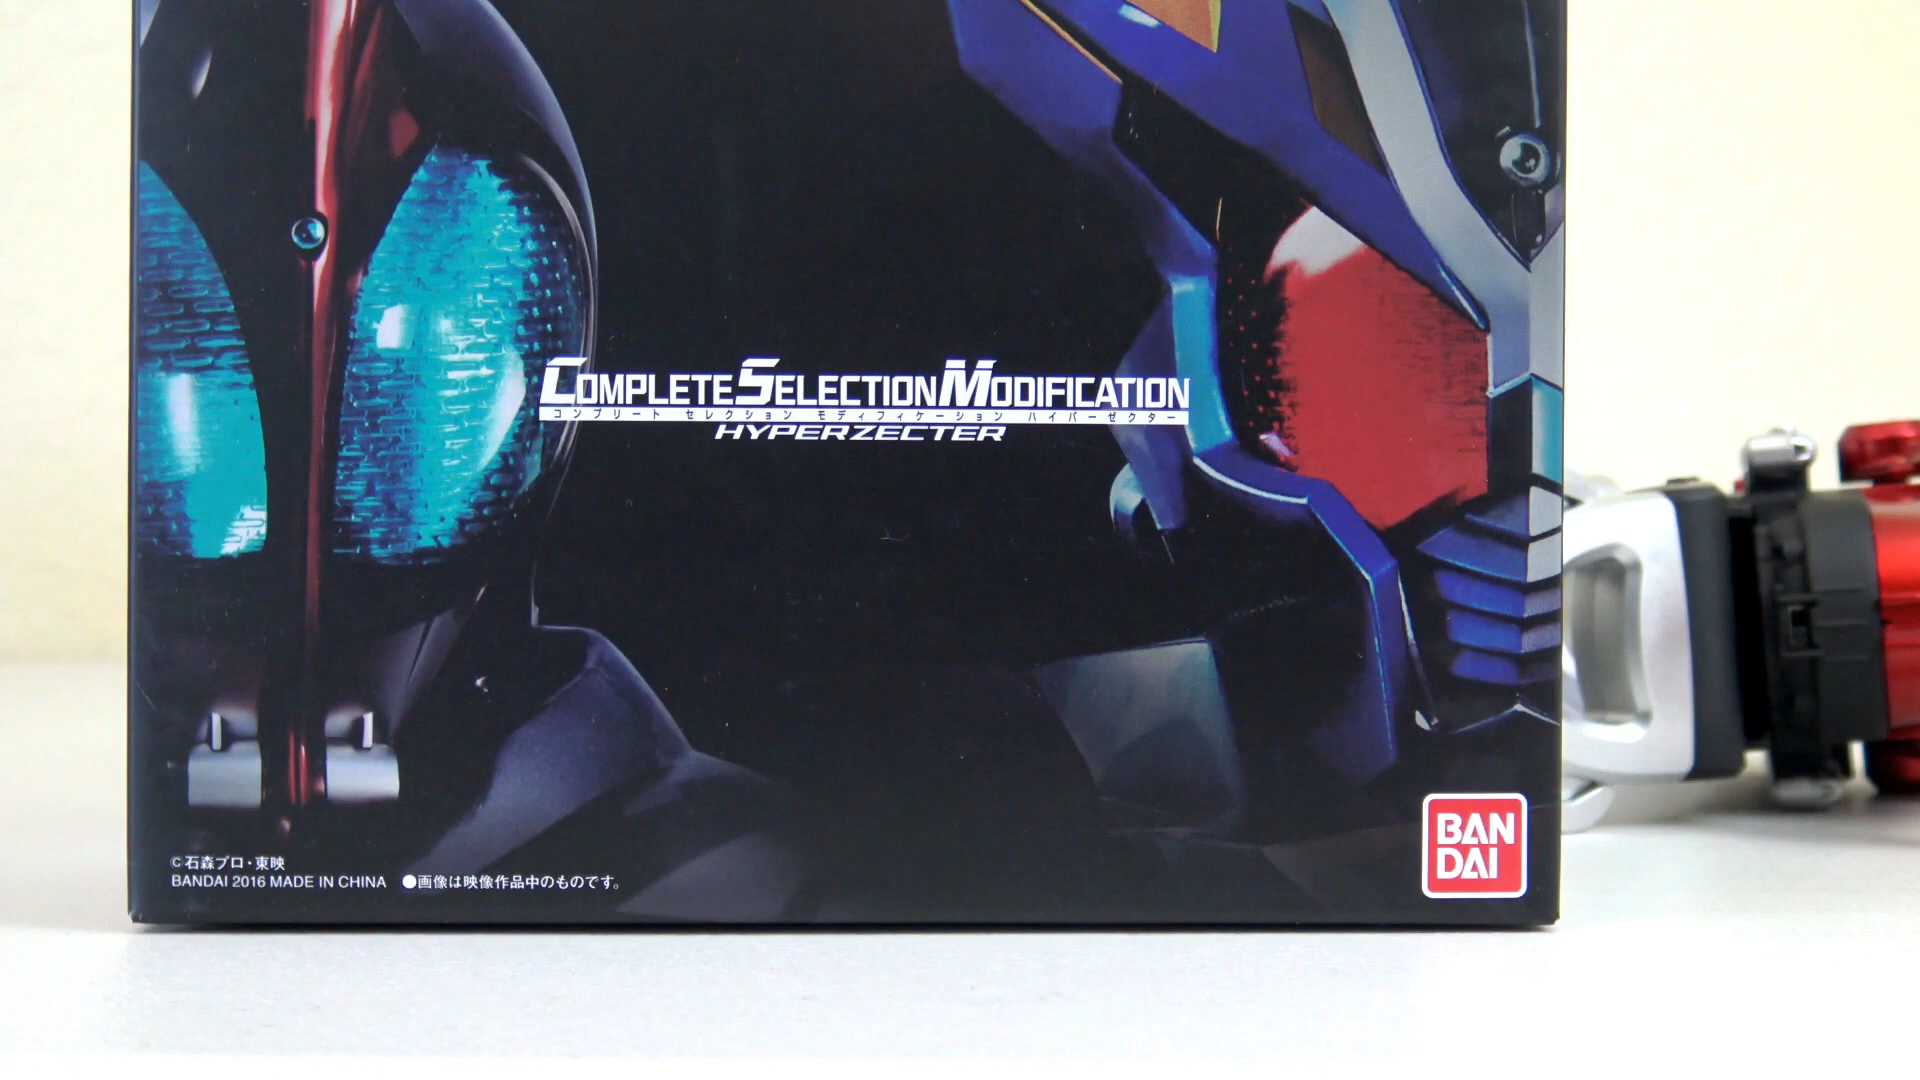 COMPLETE SELECTION MODIFICATION
コンプリート セレクション モディフィケーション ハイパーゼクター
HYPERZECTER
©石森プロ・東映
BANDAI 2016 MADE IN CHINA ●画像は映像作品中のものです。
BAN
DAI